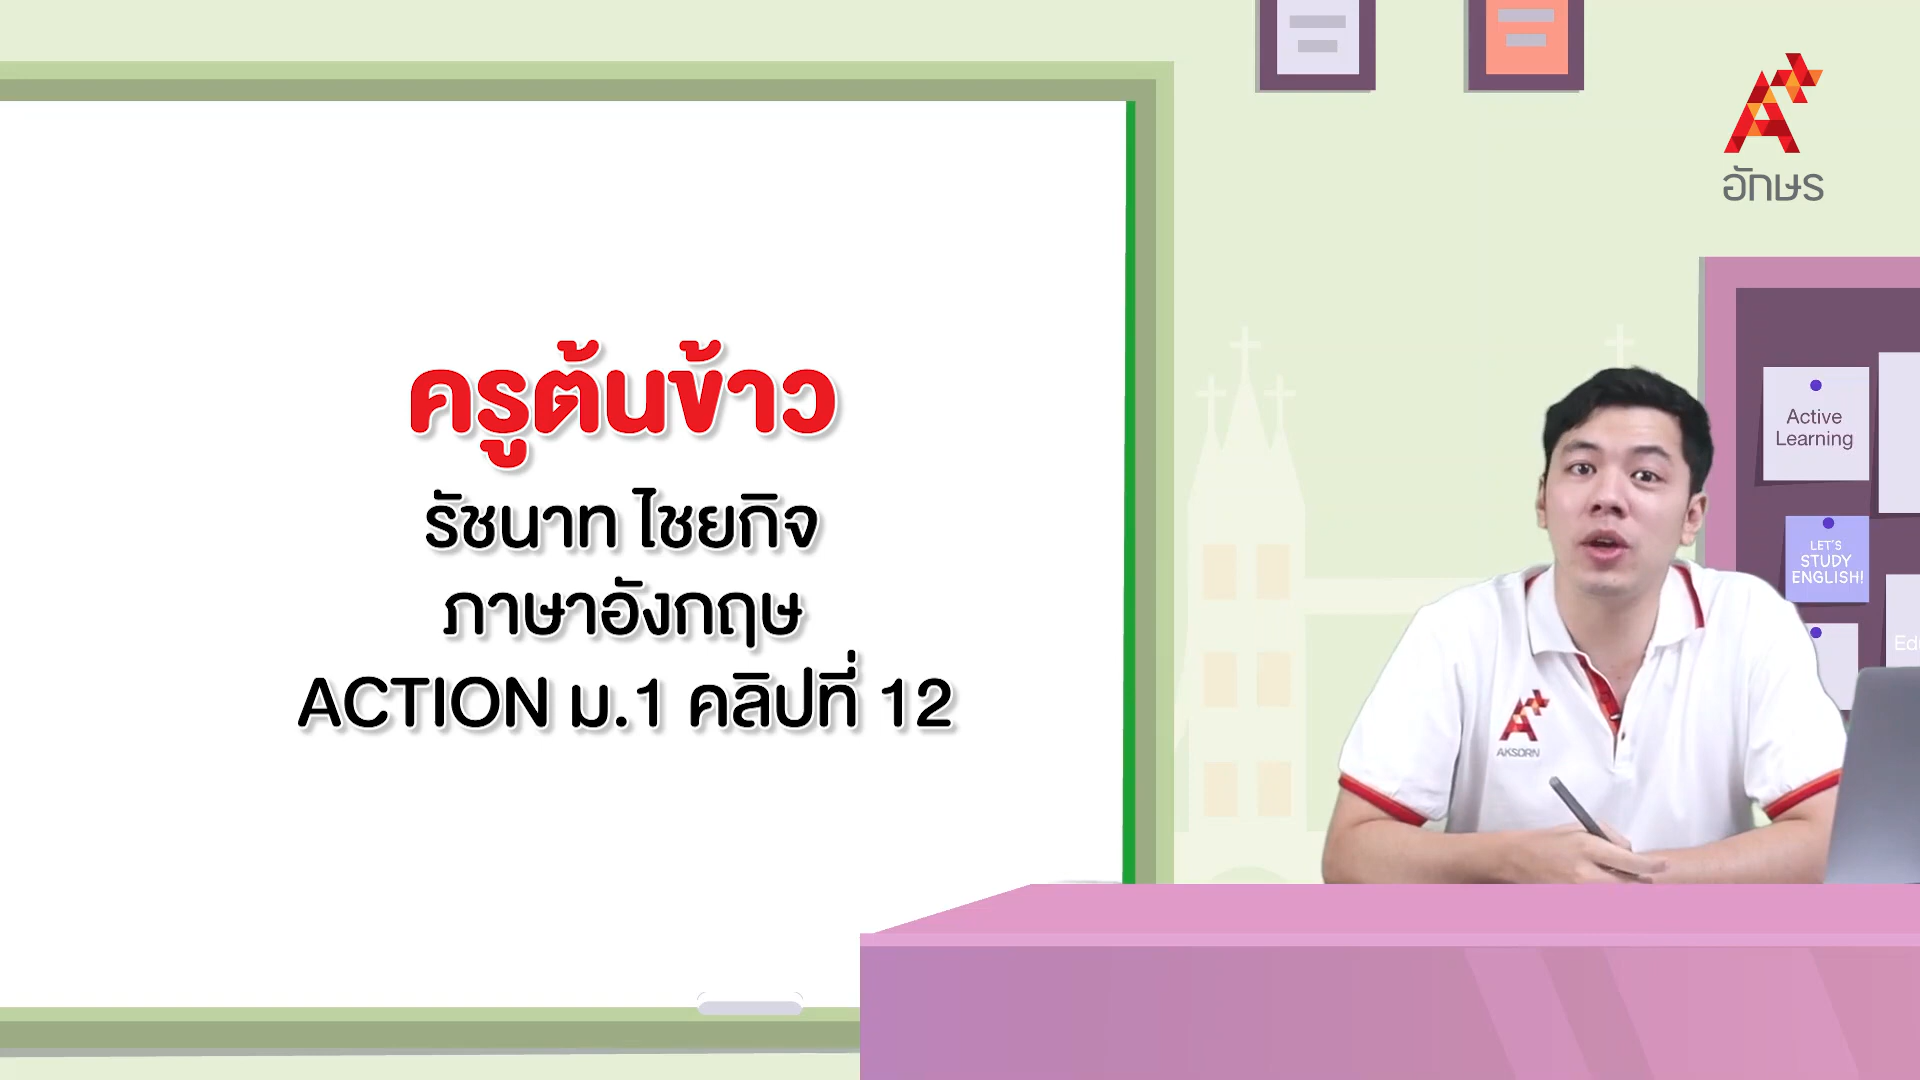 ครูต้นข้าว
รัชนาท ไชยกิจ
ภาษาอังกฤษ
ACTION ม.1 คลิปที่ 12
อักษร
Active
Learning
LET'S
STUDY
ENGLISH!
AKSORN